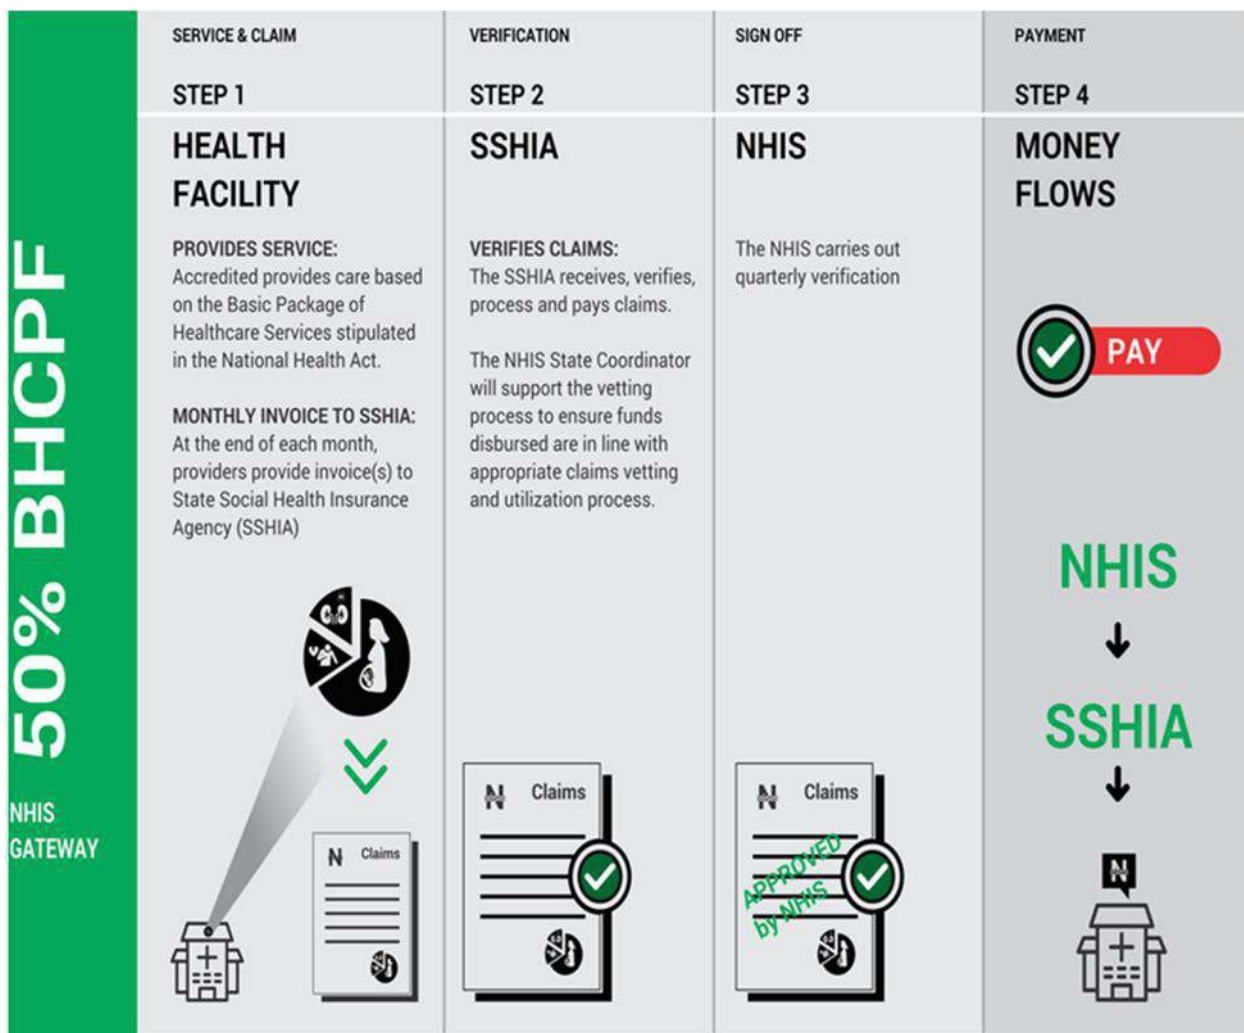 50% BHCPF
NHIS
GATEWAY
SERVICE & CLAIM
STEP 1
HEALTH
FACILITY
PROVIDES SERVICE:
Accredited provides care based
on the Basic Package of
Healthcare Services stipulated
in the National Health Act.
MONTHLY INVOICE TO SSHIA:
At the end of each month,
providers provide invoice(s) to
State Social Health Insurance
Agency (SSHIA)
₦ Claims
VERIFICATION
STEP 2
SSHIA
VERIFIES CLAIMS:
The SSHIA receives, verifies,
process and pays claims.
The NHIS State Coordinator
will support the vetting
process to ensure funds
disbursed are in line with
appropriate claims vetting
and utilization process.
₦ Claims
SIGN OFF
STEP 3
NHIS
The NHIS carries out
quarterly verification
₦ Claims
APPROVED
by NHIS
PAYMENT
STEP 4
MONEY
FLOWS
PAY
NHIS
SSHIA
₦